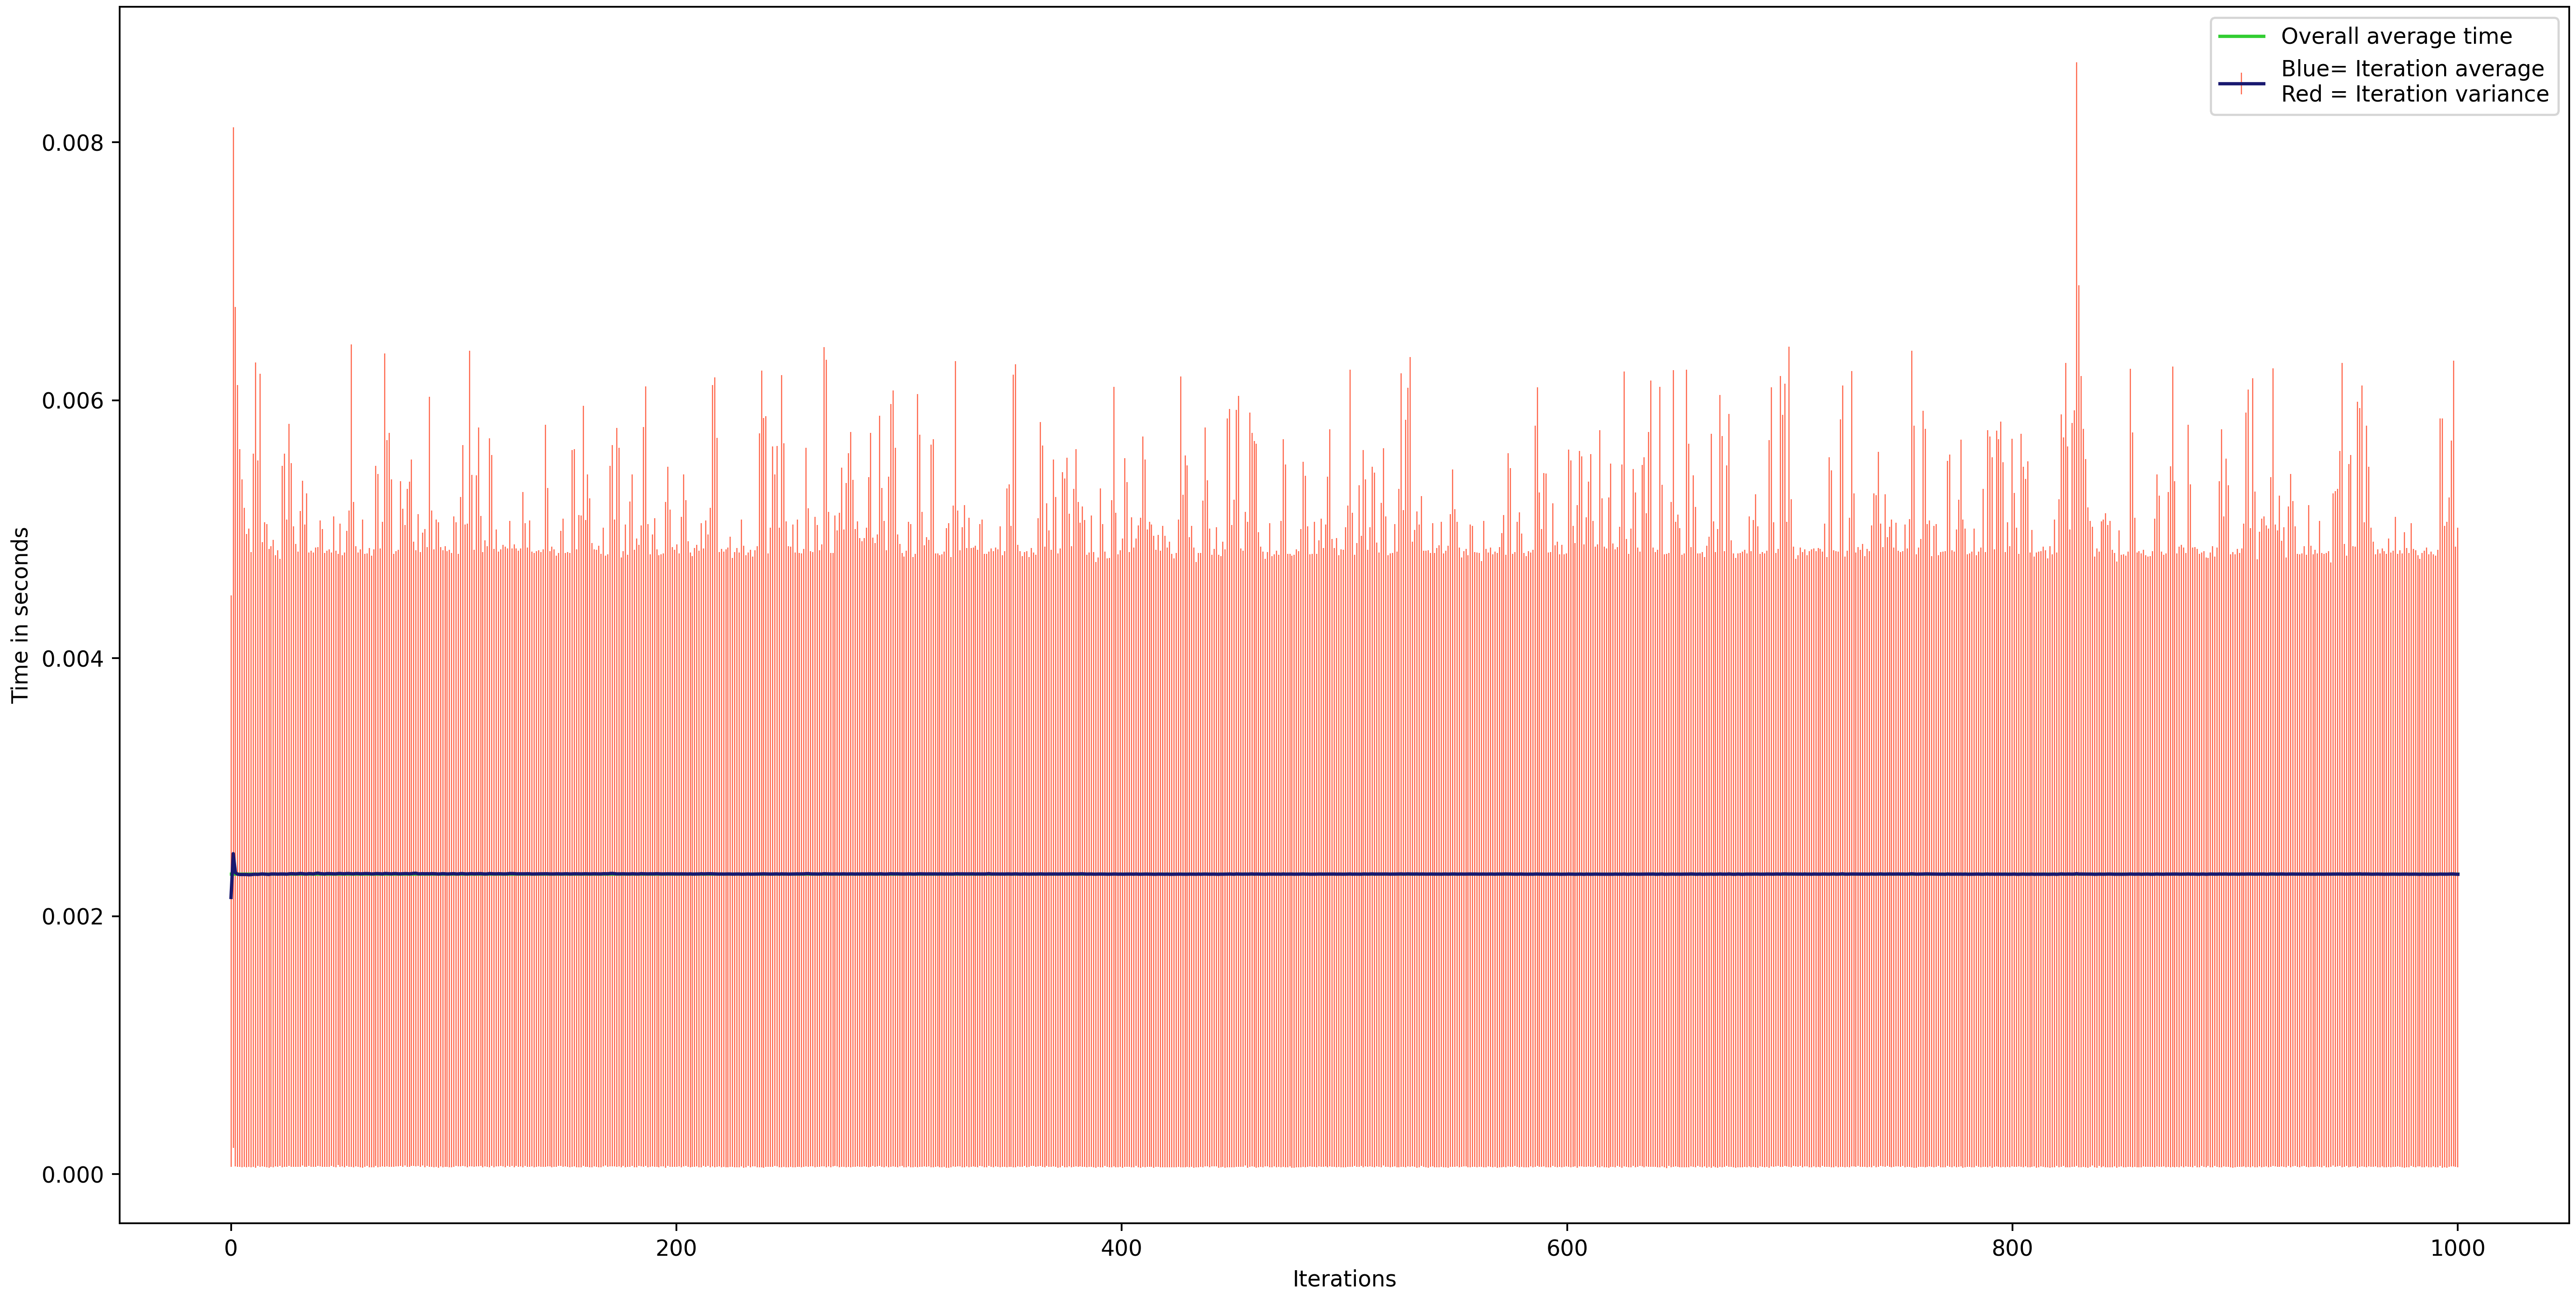 Overall average time
Blue= Iteration average
Red = Iteration variance
0.008
0.006
0.004
0.002
0.000
Time in seconds
0
200
400
600
800
1000
Iterations